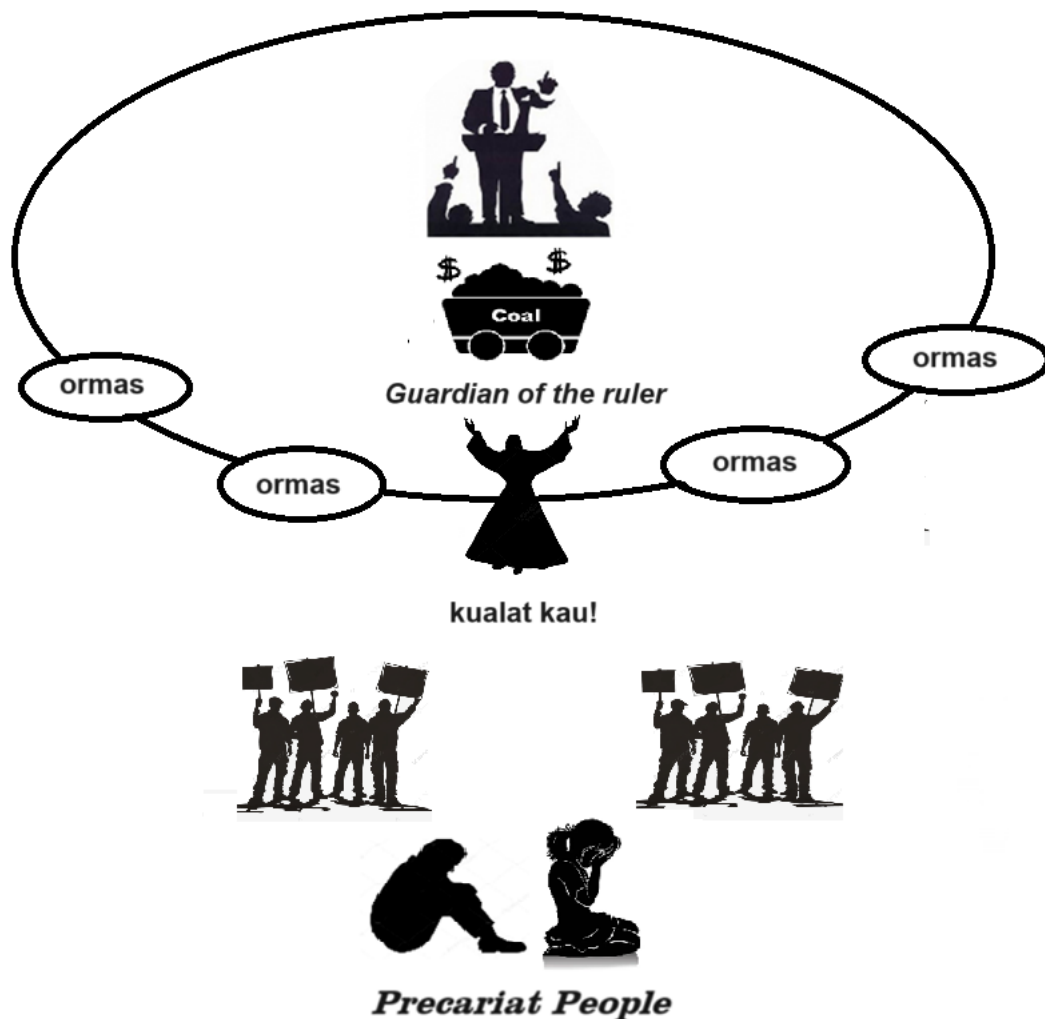 $ $
Coal
Guardian of the ruler
ormas
ormas
ormas
ormas
kualat kau!
Precariat People